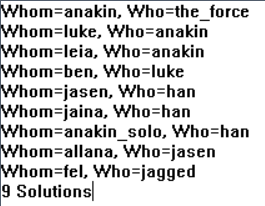 Whom=anakin, Who=the_force
Whom=luke, Who=anakin
Whom=leia, Who=anakin
Whom=ben, Who=luke
Whom=jasen, Who=han
Whom=jaina, Who=han
Whom=anakin_solo, Who=han
Whom=allana, Who=jasen
Whom=fel, Who=jagged
9 Solutions